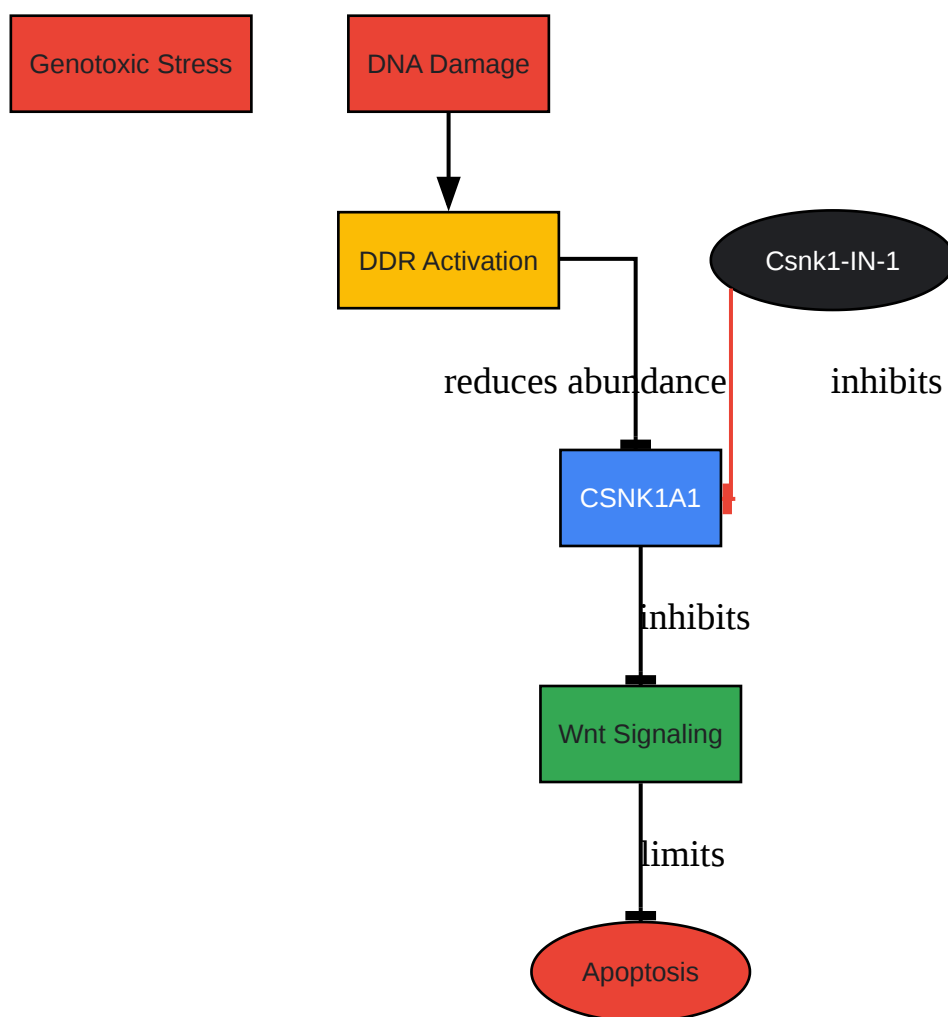 Genotoxic Stress
DNA Damage
DDR Activation
Csnk1-IN-1
reduces abundance
inhibits
CSNK1A1
inhibits
Wnt Signaling
limits
Apoptosis